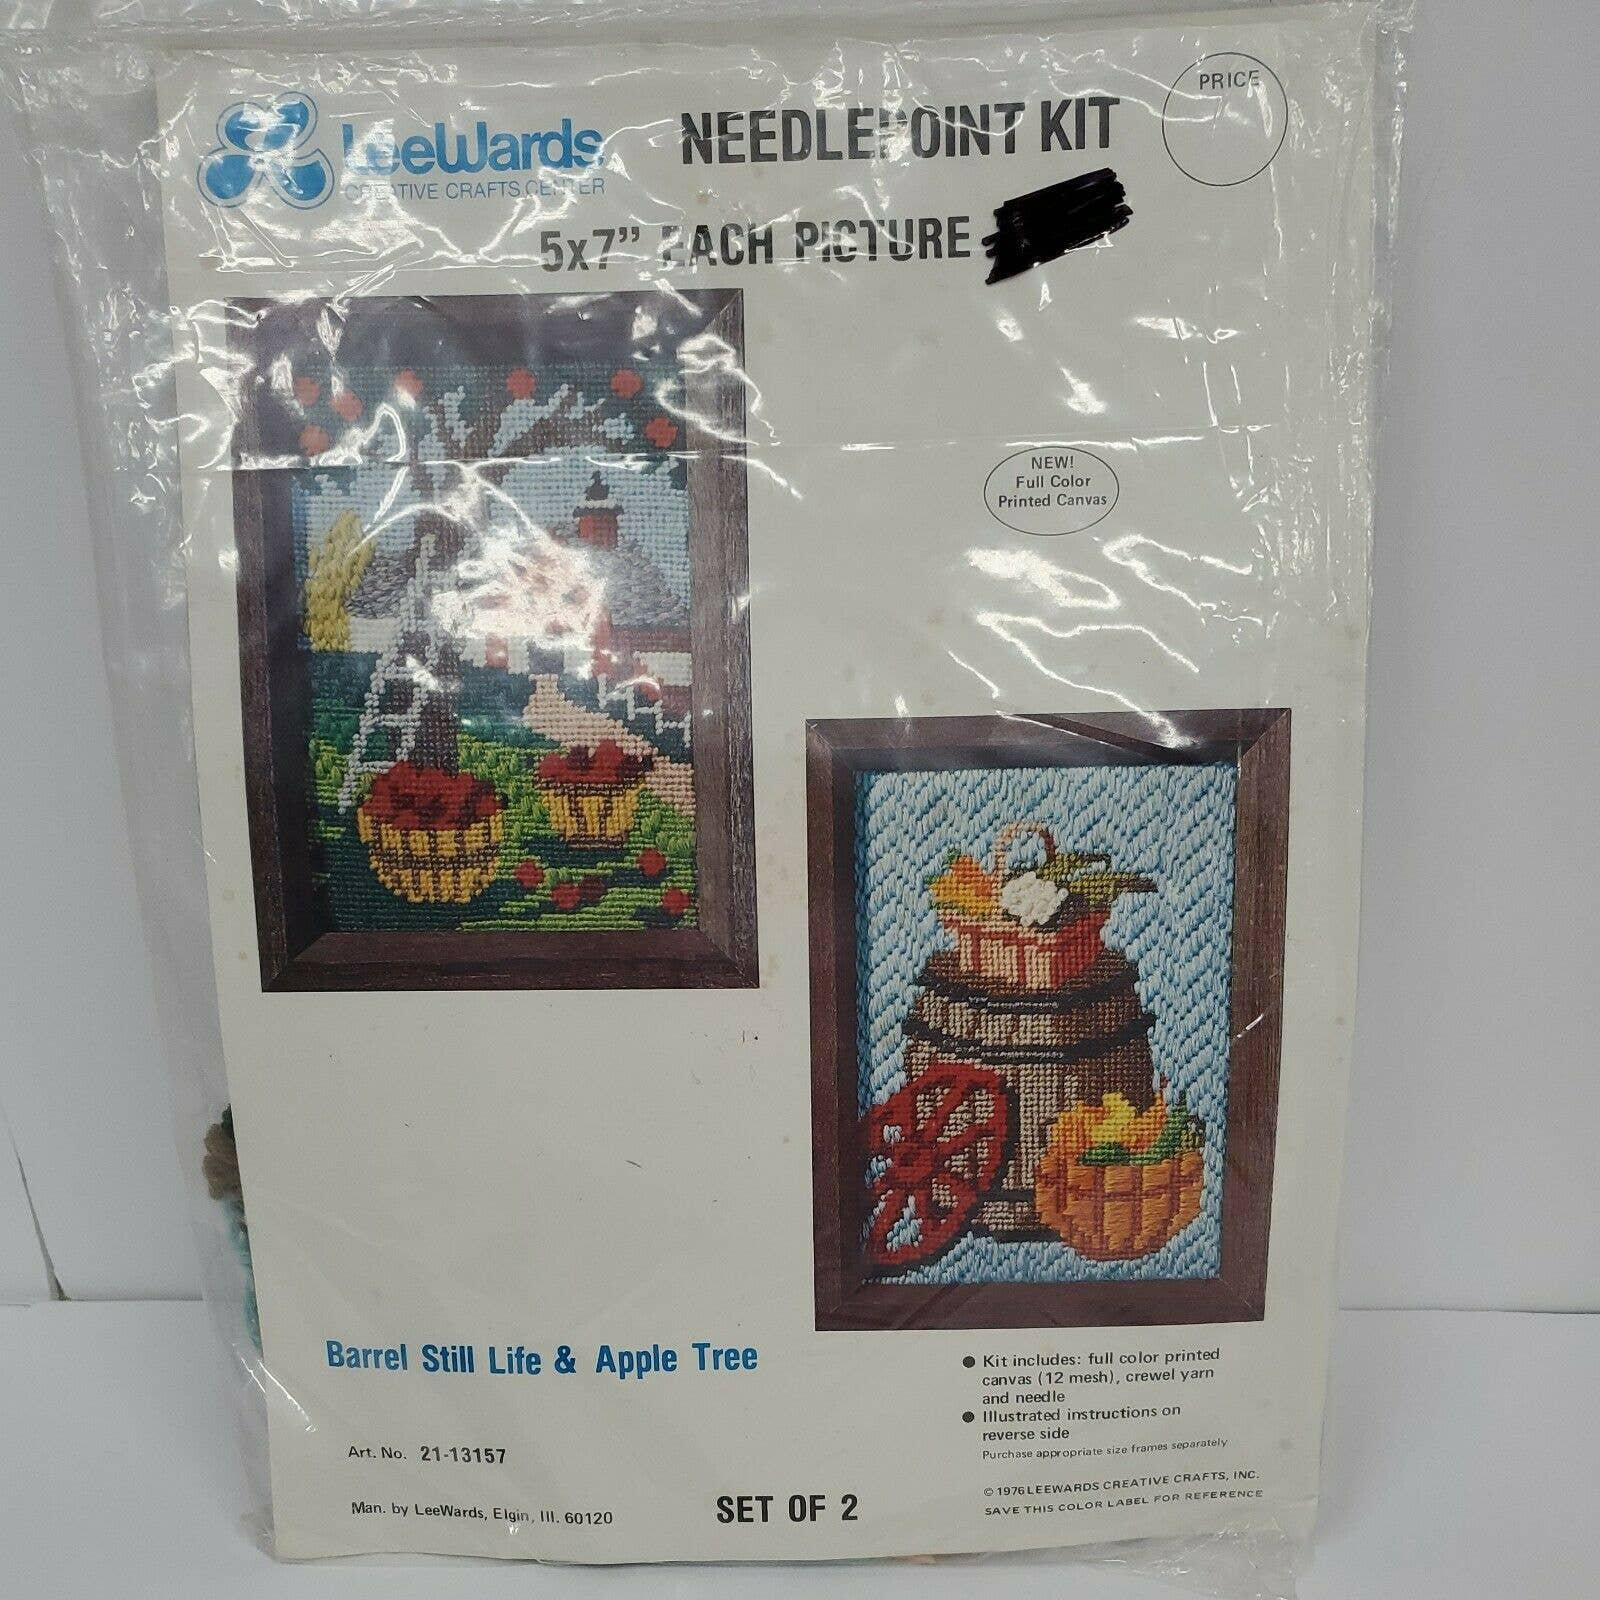 LeeWards
CREATIVE CRAFTS CENTER
NEEDLEPOINT KIT
PRICE
5x7” EACH PICTURE
NEW!
Full Color
Printed Canvas
Barrel Still Life & Apple Tree
● Kit includes: full color printed
canvas (12 mesh), crewel yarn
and needle
● Illustrated instructions on
reverse side
Purchase appropriate size frames separately
Art. No. 21-13157
Man. by LeeWards, Elgin, Ill. 60120
SET OF 2
© 1976 LEEWARDS CREATIVE CRAFTS, INC.
SAVE THIS COLOR LABEL FOR REFERENCE